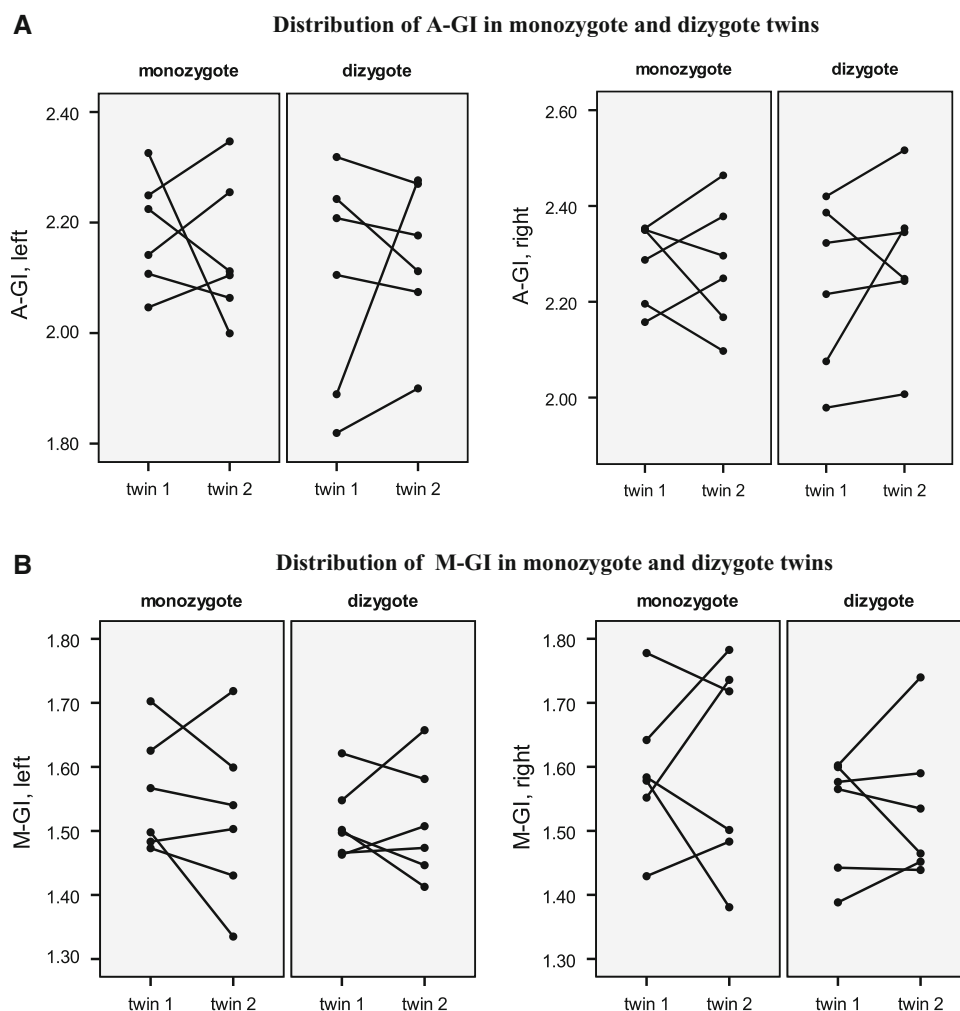 A
Distribution of A-GI in monozygote and dizygote twins
monozygote dizygote
A-GI, left
2.40
2.20
2.00
1.80
twin 1 twin 2 twin 1 twin 2
monozygote dizygote
A-GI, right
2.60
2.40
2.20
2.00
twin 1 twin 2 twin 1 twin 2
B
Distribution of M-GI in monozygote and dizygote twins
monozygote dizygote
M-GI, left
1.80
1.70
1.60
1.50
1.40
1.30
twin 1 twin 2 twin 1 twin 2
monozygote dizygote
M-GI, right
1.80
1.70
1.60
1.50
1.40
1.30
twin 1 twin 2 twin 1 twin 2